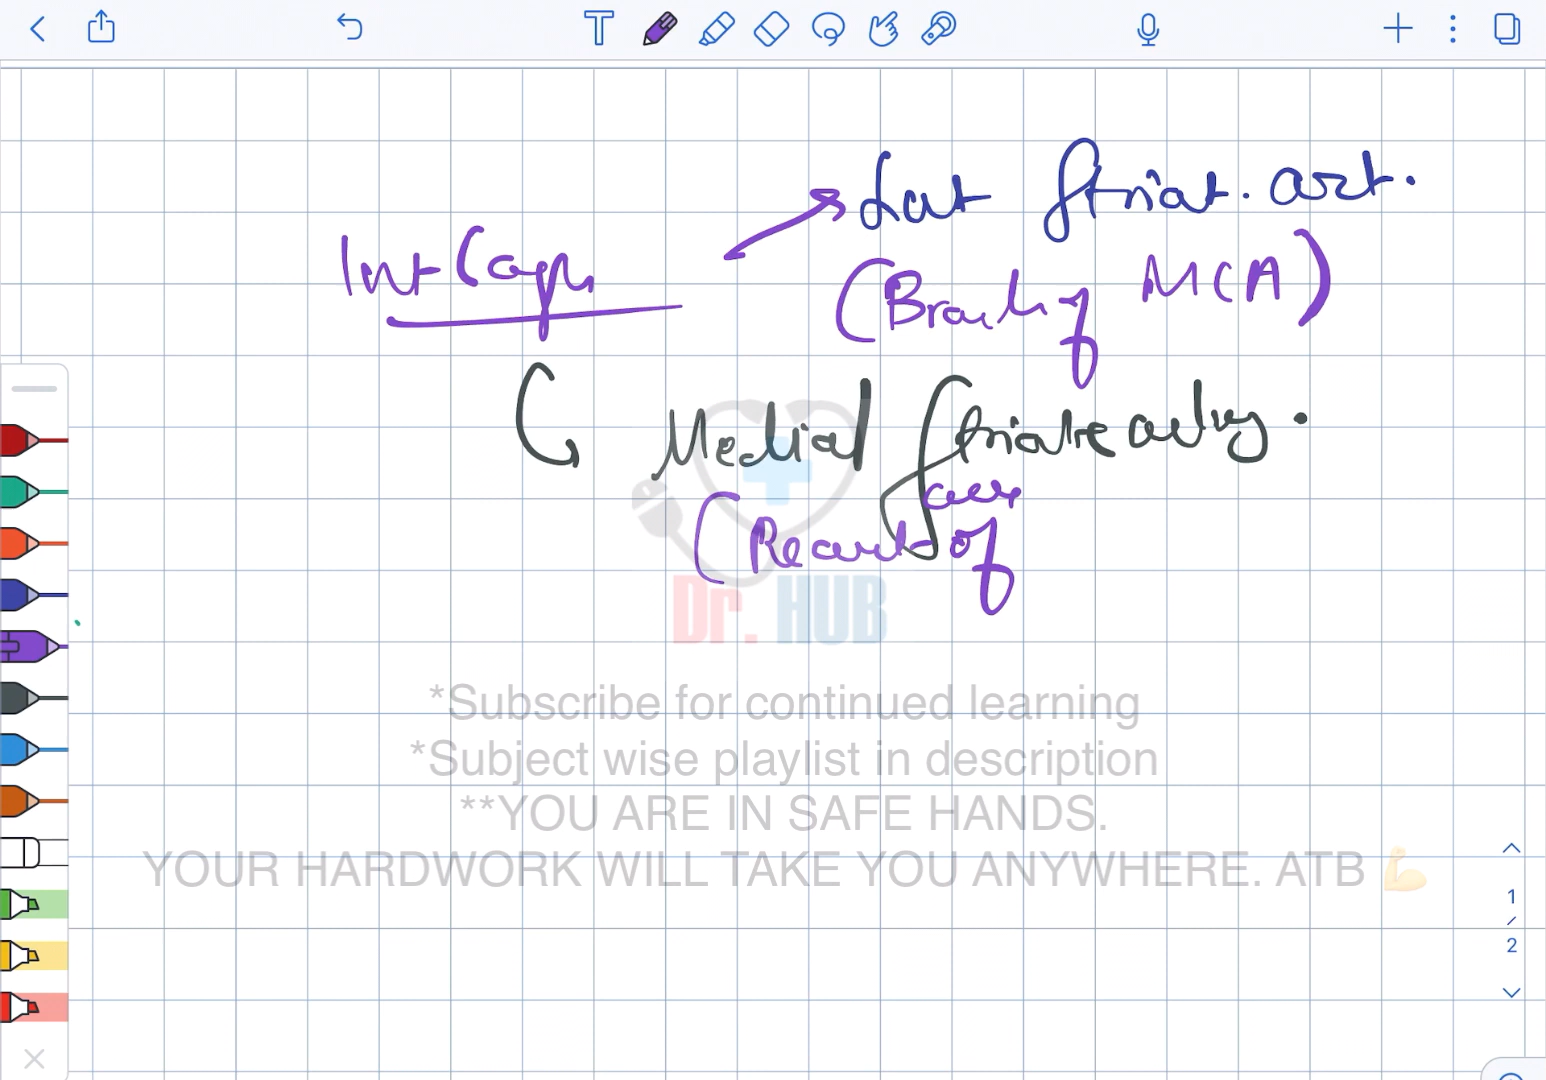 Lat Striat. art.
Int Caps
(Branch of MCA)
Medial Striate artery.
(Recurrent of
Dr. HUB
*Subscribe for continued learning
*Subject wise playlist in description
**YOU ARE IN SAFE HANDS.
YOUR HARDWORK WILL TAKE YOU ANYWHERE. ATB 💪
1
/
2